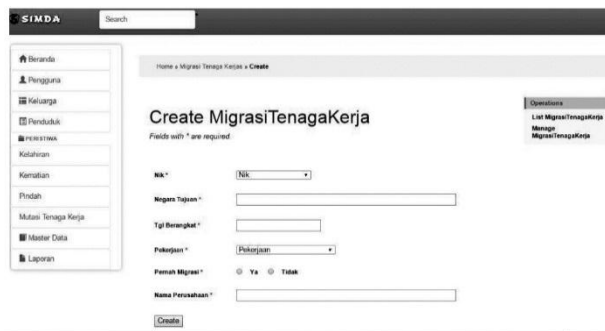 SIMDA
Search
Beranda
Pengguna
Keluarga
Penduduk
PERISTIWA
Kelahiran
Kematian
Pindah
Mutasi Tenaga Kerja
Master Data
Laporan
Home » Migrasi Tenaga Kerjas » Create
Create MigrasiTenagaKerja
Fields with * are required.
Nik * Nik
Negara Tujuan *
Tgl Berangkat *
Pekerjaan * Pekerjaan
Pernah Migrasi * Ya Tidak
Nama Perusahaan *
Create
Operations
List MigrasiTenagaKerja
Manage
MigrasiTenagaKerja